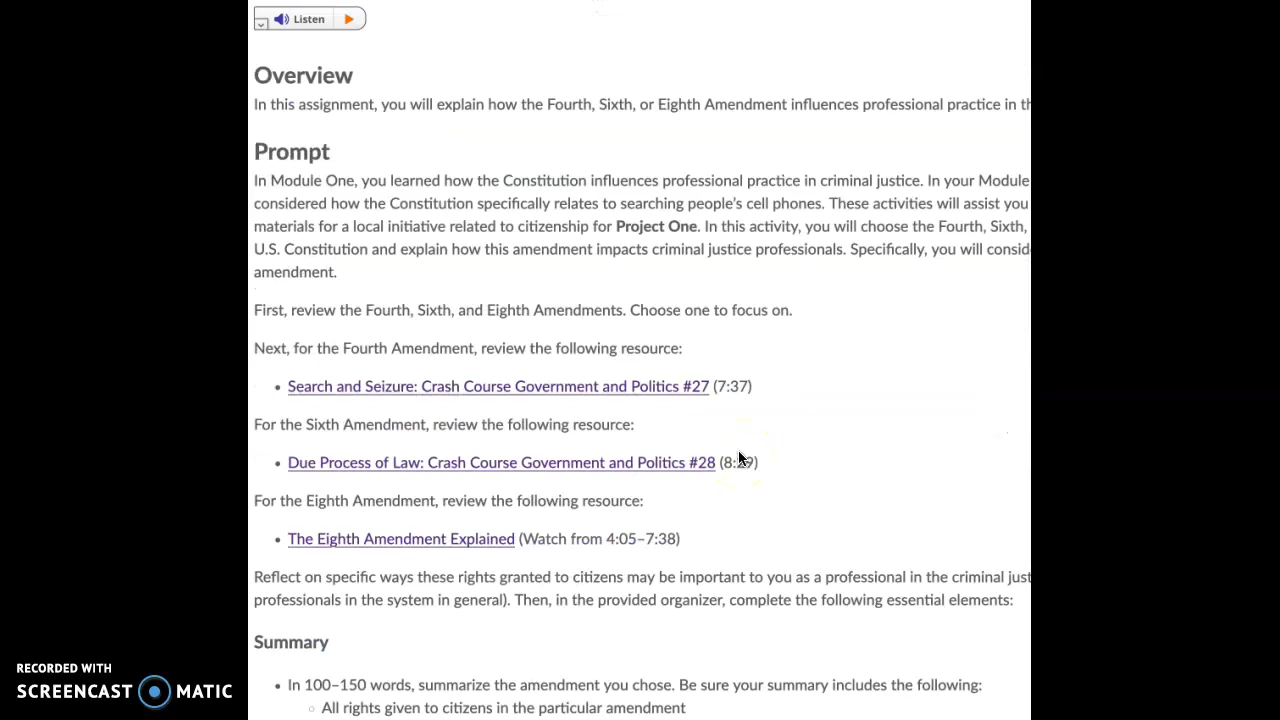 Listen
Overview
In this assignment, you will explain how the Fourth, Sixth, or Eighth Amendment influences professional practice in th
Prompt
In Module One, you learned how the Constitution influences professional practice in criminal justice. In your Module
considered how the Constitution specifically relates to searching people's cell phones. These activities will assist you
materials for a local initiative related to citizenship for Project One. In this activity, you will choose the Fourth, Sixth,
U.S. Constitution and explain how this amendment impacts criminal justice professionals. Specifically, you will consid
amendment.
First, review the Fourth, Sixth, and Eighth Amendments. Choose one to focus on.
Next, for the Fourth Amendment, review the following resource:
• Search and Seizure: Crash Course Government and Politics #27 (7:37)
For the Sixth Amendment, review the following resource:
• Due Process of Law: Crash Course Government and Politics #28
For the Eighth Amendment, review the following resource:
• The Eighth Amendment Explained (Watch from 4:05–7:38)
Reflect on specific ways these rights granted to citizens may be important to you as a professional in the criminal just
professionals in the system in general). Then, in the provided organizer, complete the following essential elements:
Summary
• In 100–150 words, summarize the amendment you chose. Be sure your summary includes the following:
○ All rights given to citizens in the particular amendment
RECORDED WITH
SCREENCAST MATIC